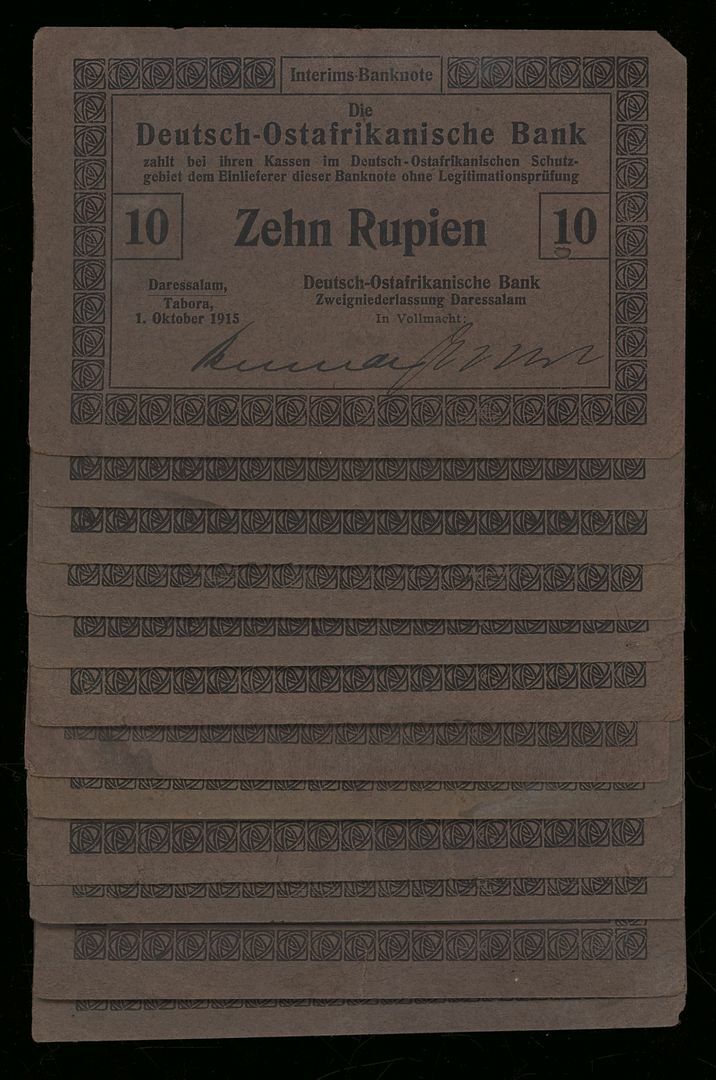 Interims-Banknote
Die
Deutsch-Ostafrikanische Bank
zahlt bei ihren Kassen im Deutsch-Ostafrikanischen Schutz-
gebiet dem Einlieferer dieser Banknote ohne Legitimationsprüfung
10 Zehn Rupien 10
Daressalam,
Tabora,
1. Oktober 1915
Deutsch-Ostafrikanische Bank
Zweigniederlassung Daressalam
In Vollmacht: